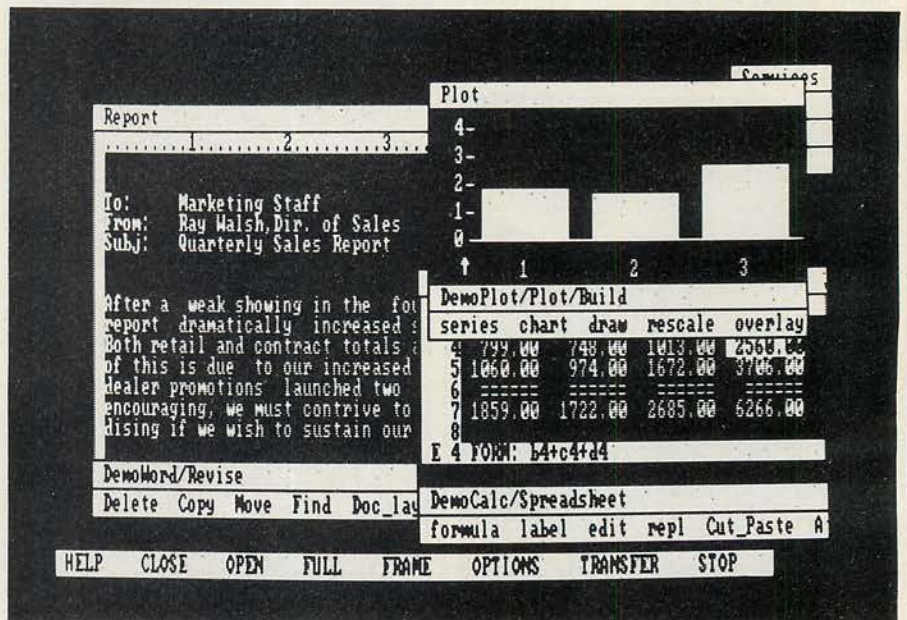 Services
Plot
4-
3-
2-
1-
0
1 2 3
DemoPlot/Plot/Build
series chart draw rescale overlay
4 799.00 748.00 1013.00 2560.00
5 1060.00 974.00 1672.00 3706.00
6 ====== ====== ====== ======
7 1859.00 1722.00 2685.00 6266.00
8
E 4 FORM: b4+c4+d4
DemoCalc/Spreadsheet
formula label edit repl Cut_Paste A
Report
.........1.........2.........3....
To: Marketing Staff
From: Ray Walsh,Dir. of Sales
Subj: Quarterly Sales Report
After a weak showing in the fou
report dramatically increased s
Both retail and contract totals a
of this is due to our increased
dealer promotions launched two
encouraging, we must contrive to
dising if we wish to sustain our
DemoWord/Revise
Delete Copy Move Find Doc_lay
HELP CLOSE OPEN FULL FRAME OPTIONS TRANSFER STOP